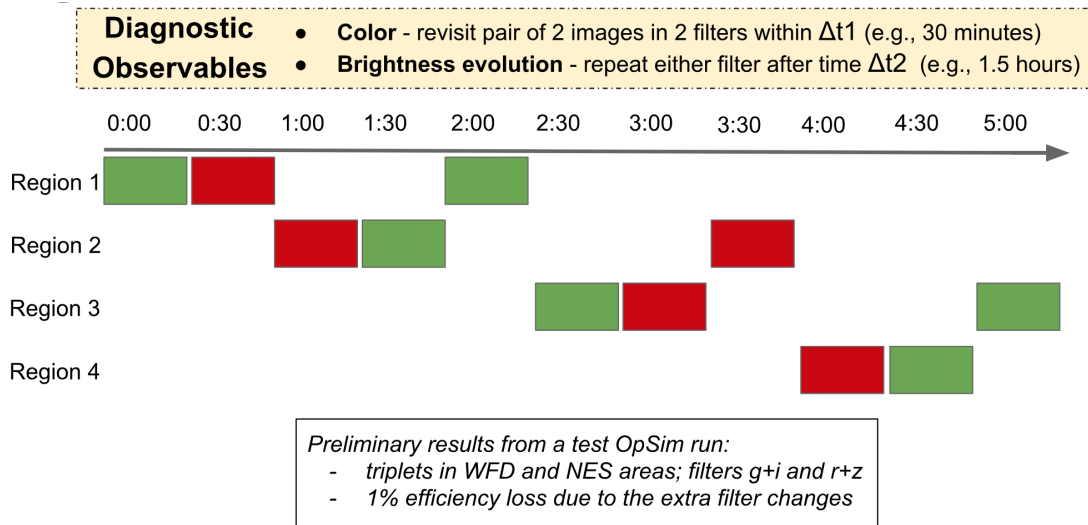 Diagnostic
Observables
● Color - revisit pair of 2 images in 2 filters within Δt1 (e.g., 30 minutes)
● Brightness evolution - repeat either filter after time Δt2 (e.g., 1.5 hours)
0:00 0:30 1:00 1:30 2:00 2:30 3:00 3:30 4:00 4:30 5:00
Region 1
Region 2
Region 3
Region 4
Preliminary results from a test OpSim run:
- triplets in WFD and NES areas; filters g+i and r+z
- 1% efficiency loss due to the extra filter changes